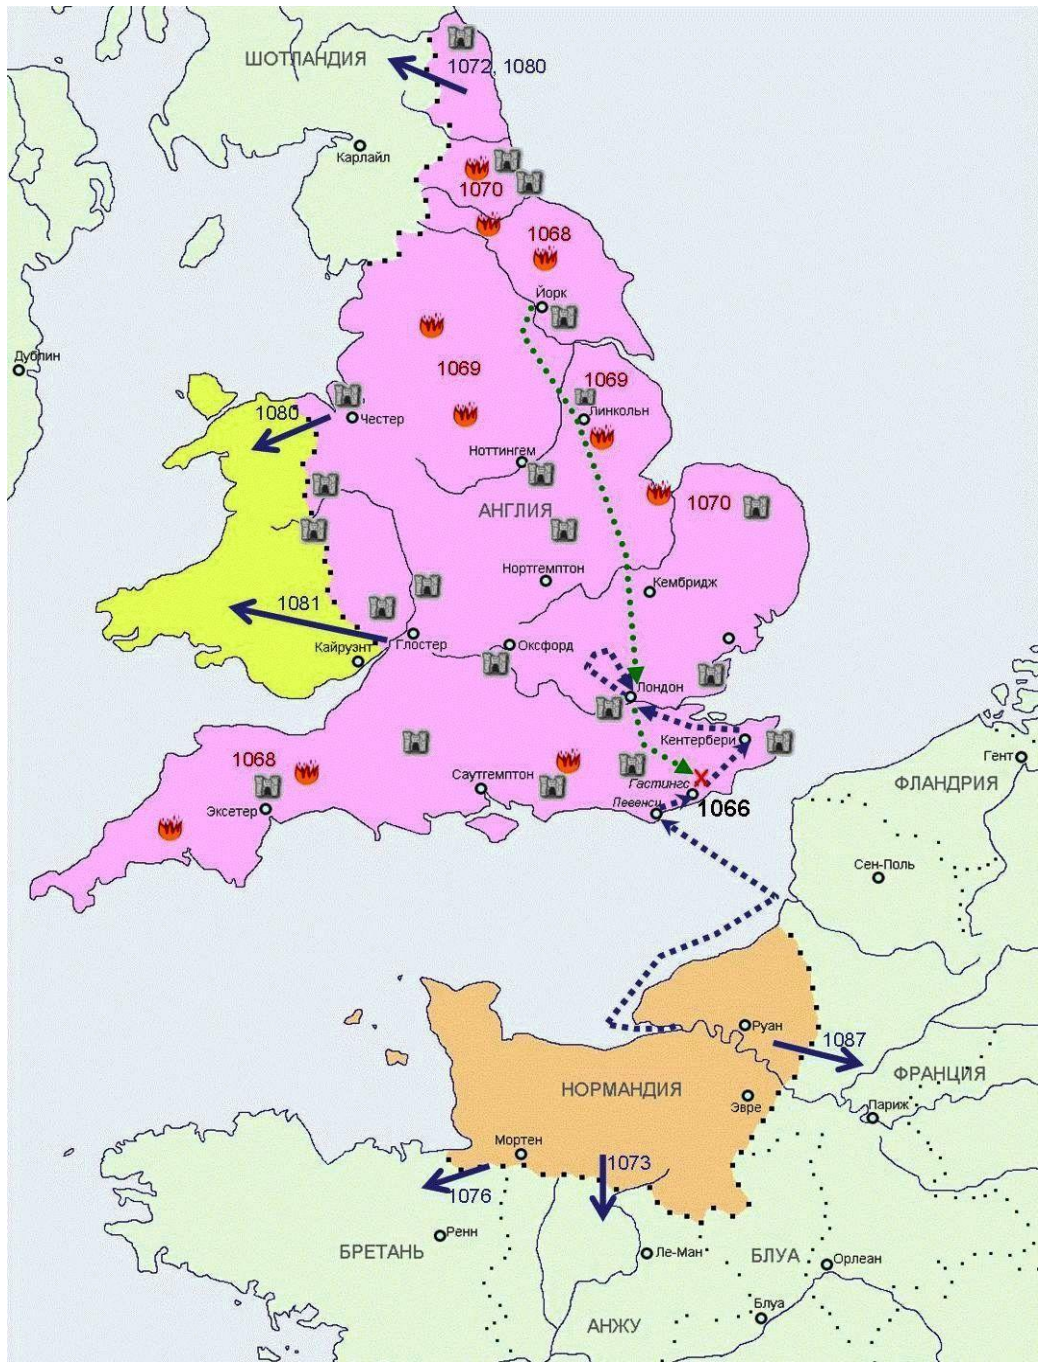 ШОТЛАНДИЯ
1072, 1080
Карлайл
1070
1068
Йорк
Дублин
1069
1069
1080
Честер
Линкольн
Ноттингем
1070
АНГЛИЯ
Нортгемптон
Кембридж
1081
Глостер
Кайруэнт
Оксфорд
Лондон
Кентербери
1068
Саутгемптон
Гастингс
Певенси
1066
Эксетер
Гент
ФЛАНДРИЯ
Сен-Поль
Руан
1087
ФРАНЦИЯ
НОРМАНДИЯ
Эвре
Париж
Мортен
1073
1076
Ренн
БРЕТАНЬ
Ле-Ман
БЛУА
Орлеан
Блуа
АНЖУ